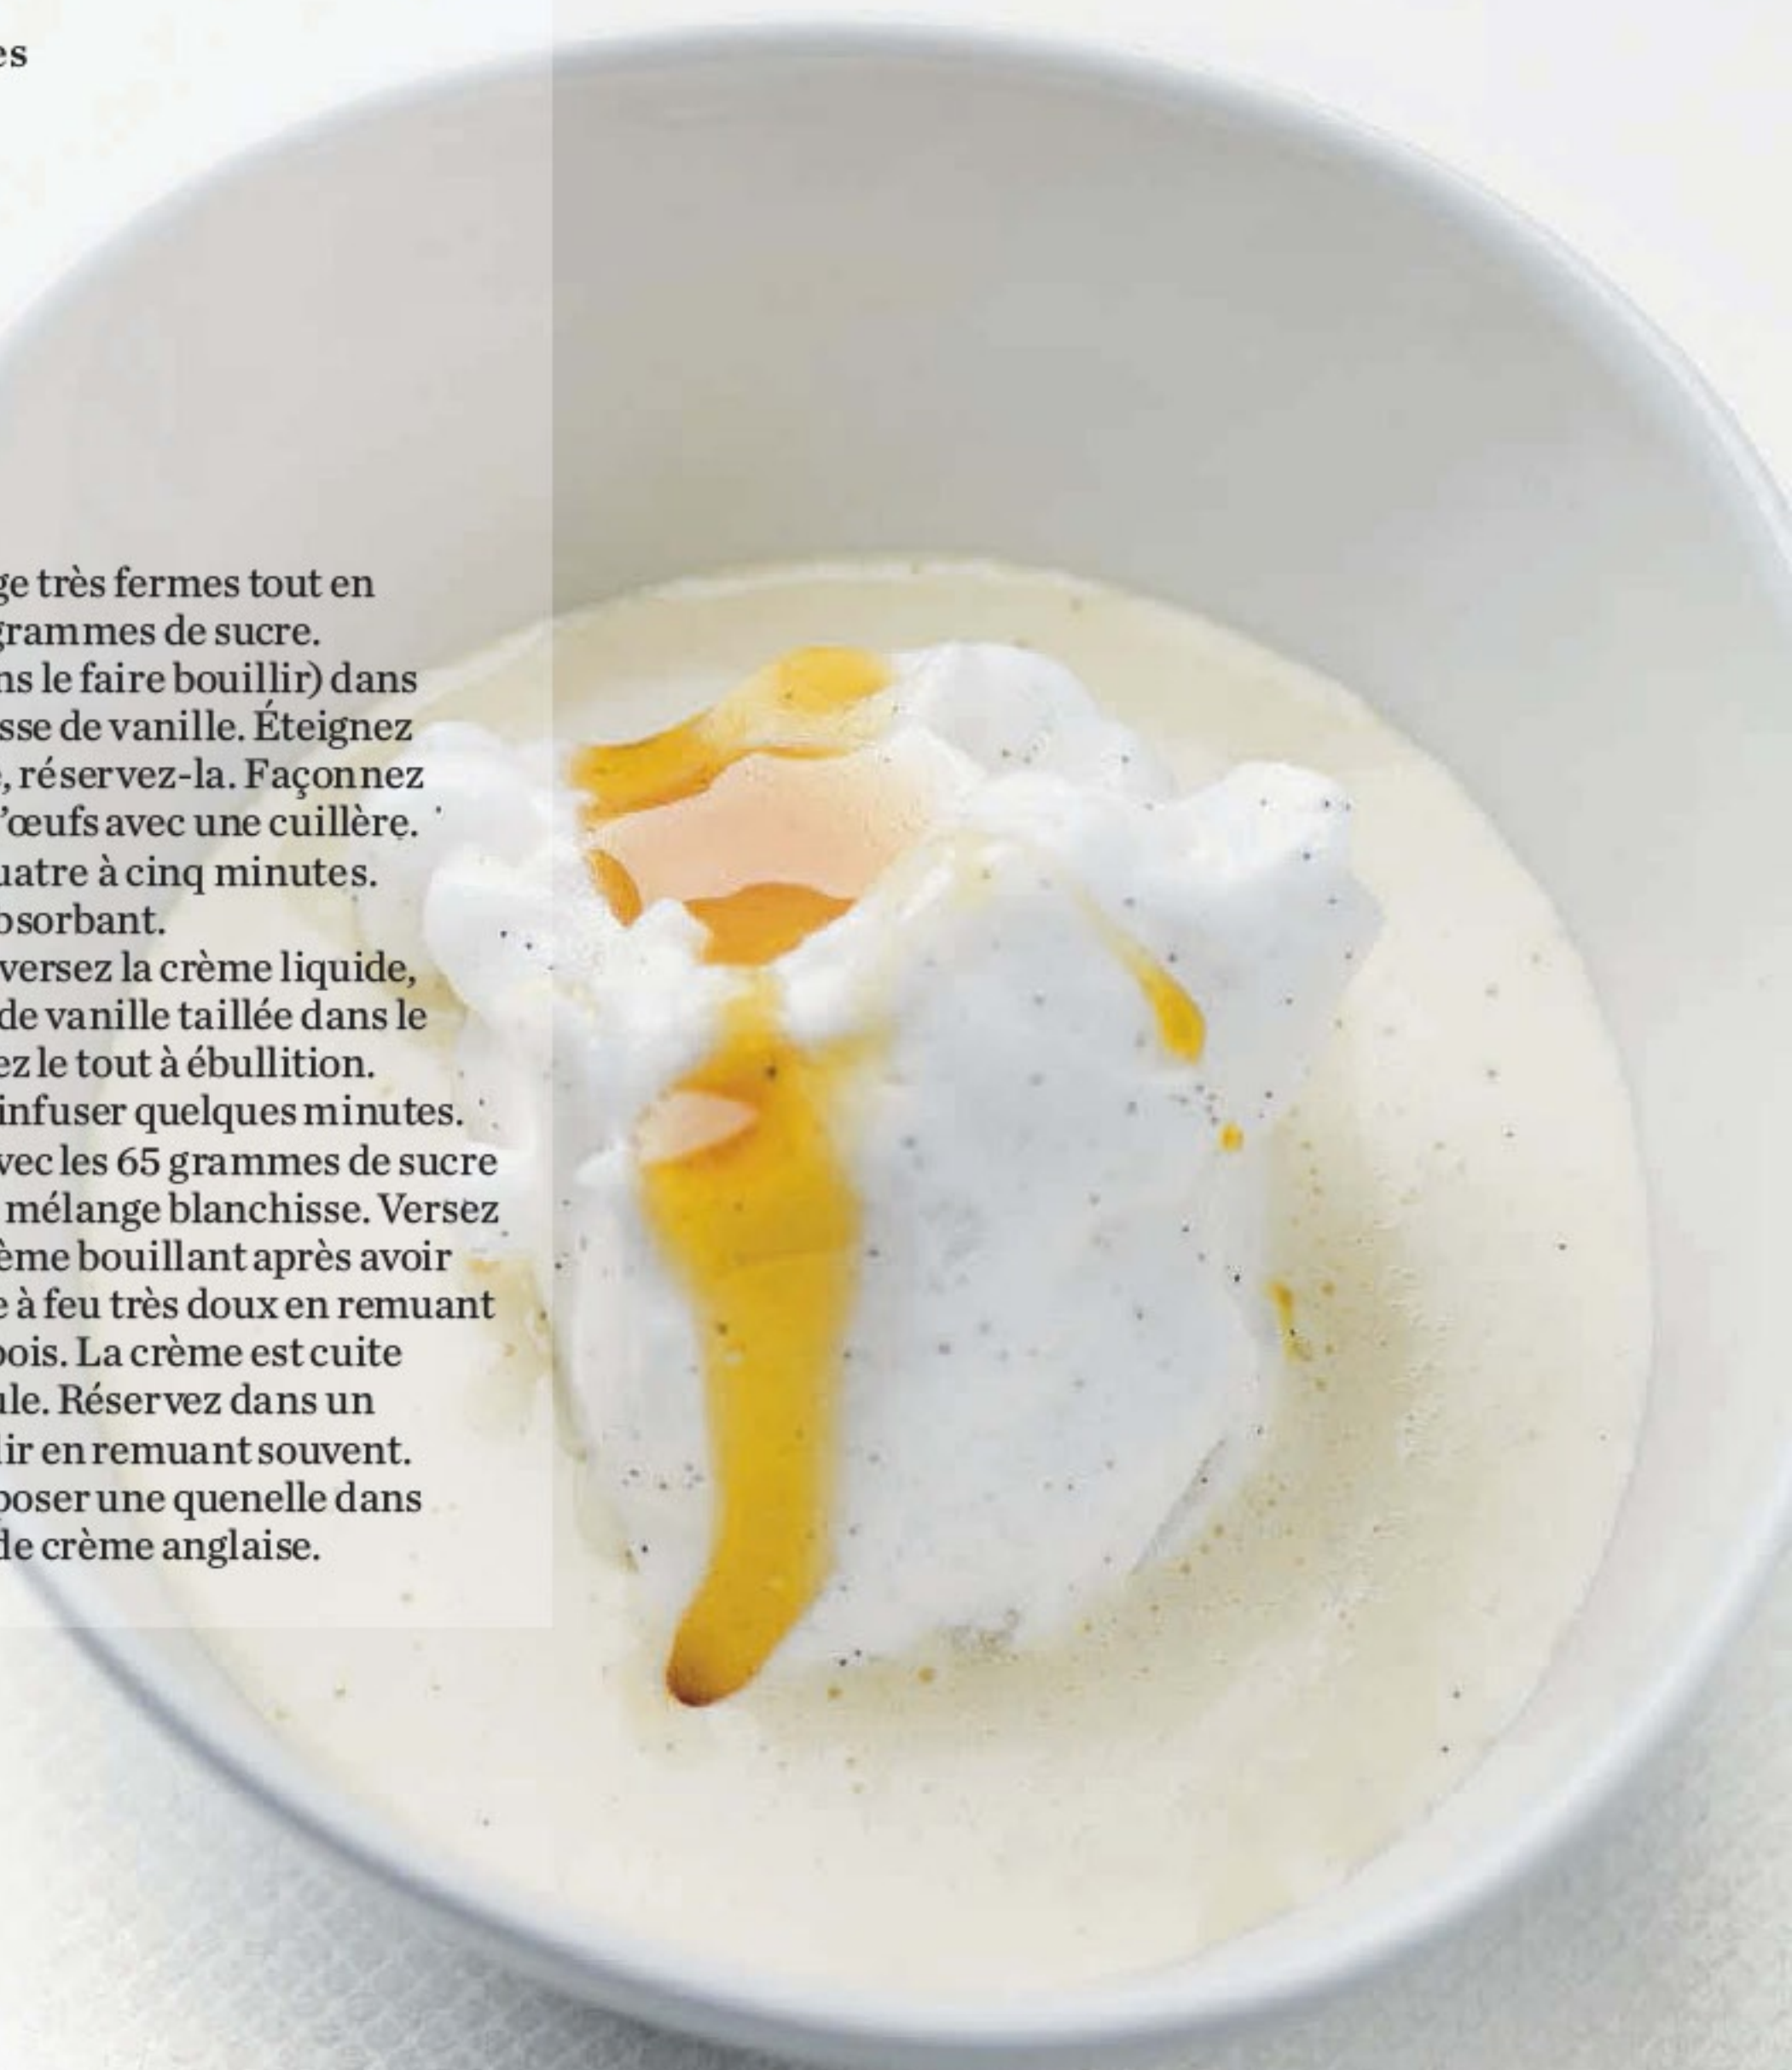 es
ge très fermes tout en
grammes de sucre.
ns le faire bouillir) dans
sse de vanille. Éteignez
, réservez-la. Façonnez
’œufs avec une cuillère.
uatre à cinq minutes.
bsorbant.
versez la crème liquide,
de vanille taillée dans le
ez le tout à ébullition.
infuser quelques minutes.
vec les 65 grammes de sucre
mélange blanchisse. Versez
ème bouillant après avoir
e à feu très doux en remuant
bois. La crème est cuite
ule. Réservez dans un
dir en remuant souvent.
poser une quenelle dans
de crème anglaise.